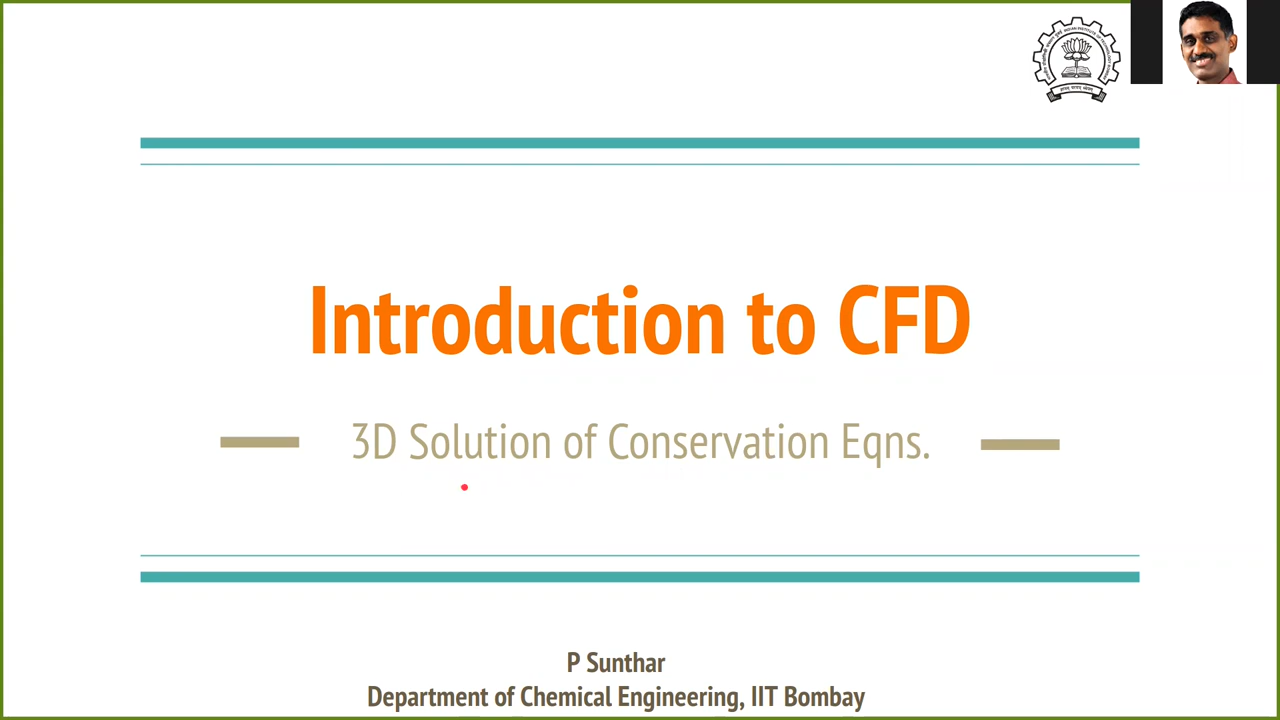 Introduction to CFD
3D Solution of Conservation Eqns.
P Sunthar
Department of Chemical Engineering, IIT Bombay